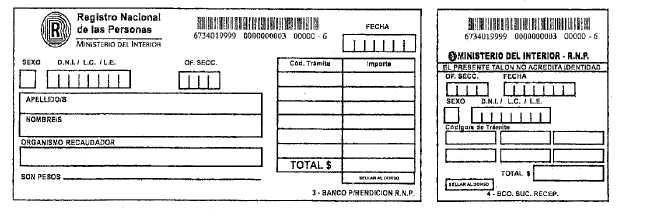 Registro Nacional
de las Personas
MINISTERIO DEL INTERIOR
6734019999 0000000003 00000 - 6
FECHA
SEXO D.N.I. / L.C. / L.E. OF. SECC.
Cód. Trámite Importe
APELLIDO/S
NOMBRE/S
ORGANISMO RECAUDADOR
TOTAL $
SON PESOS
SELLAR AL DORSO
3 - BANCO P/RENDICION R.N.P.
6734019999 0000000003 00000 - 6
MINISTERIO DEL INTERIOR - R.N.P.
EL PRESENTE TALON NO ACREDITA IDENTIDAD
OF. SECC. FECHA
SEXO D.N.I. / L.C. / L.E.
Códigos de Trámite
TOTAL $
SELLAR AL DORSO
4 - BCO. SUC. RECEP.